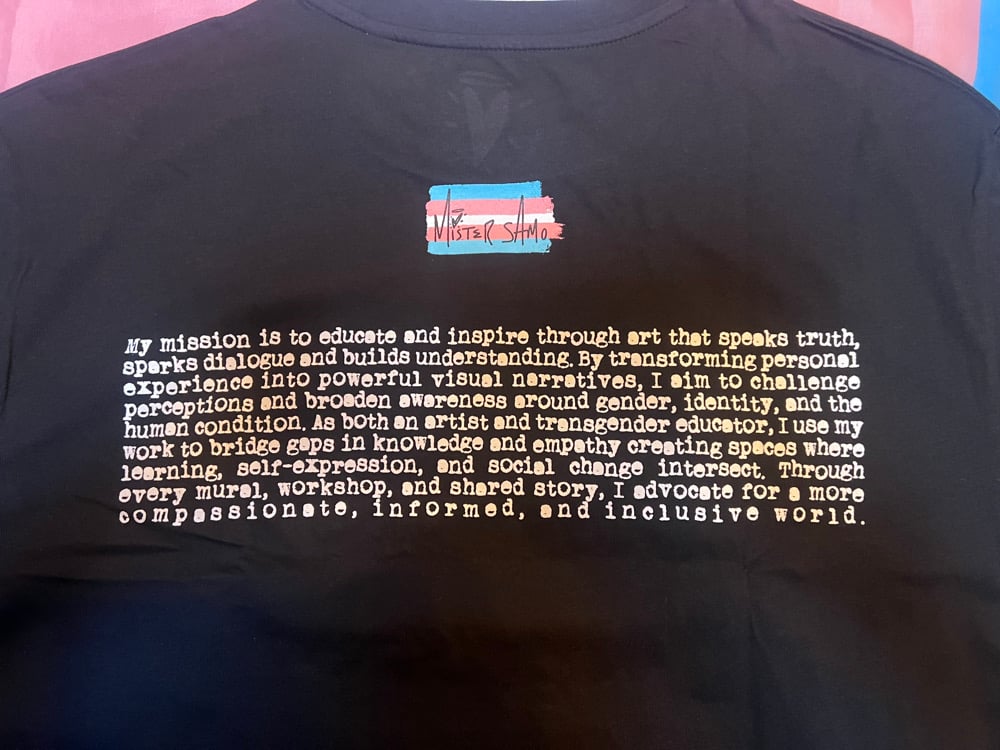 MiSTER SAMO
My mission is to educate and inspire through art that speaks truth,
sparks dialogue and builds understanding. By transforming personal
experience into powerful visual narratives, I aim to challenge
perceptions and broaden awareness around gender, identity, and the
human condition. As both an artist and transgender educator, I use my
work to bridge gaps in knowledge and empathy creating spaces where
learning, self-expression, and social change intersect. Through
every mural, workshop, and shared story, I advocate for a more
compassionate, informed, and inclusive world.